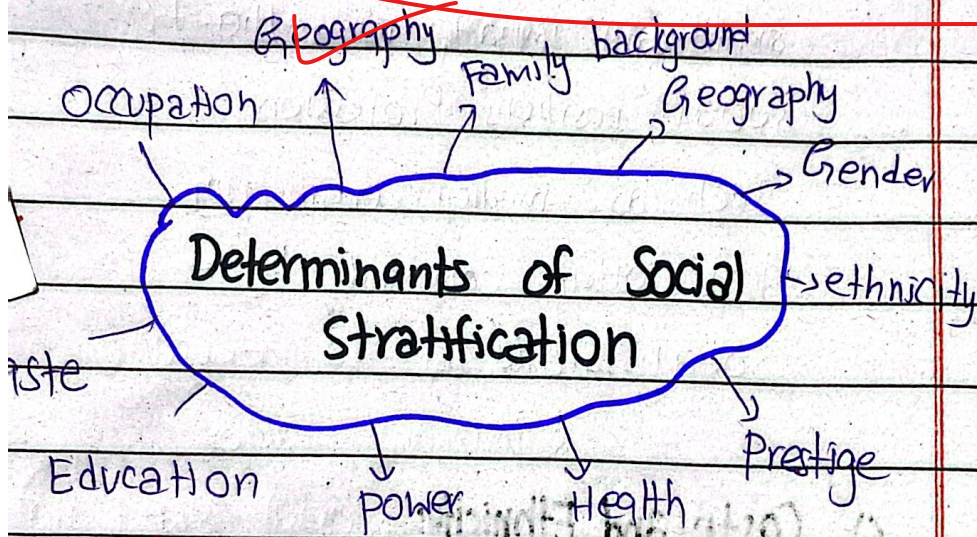 Geography
Family background
Occupation
Geography
Gender
Determinants of Social
Stratification
ethnicity
aste
Prestige
Education
Power
Health